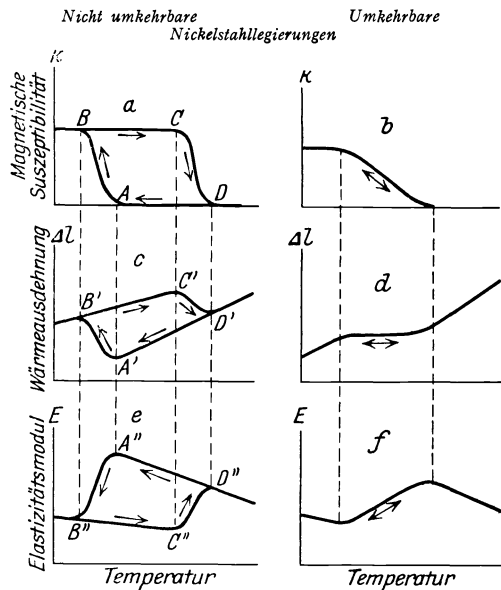 Nicht umkehrbare Umkehrbare
Nickelstahllegierungen
Magnetische
Suszeptibilität
K
B
a
C
A
D
K
b
Wärmeausdehnung
Δl
c
B'
C'
A'
D'
Δl
d
Elastizitätsmodul
E
e
A"
D"
B"
C"
Temperatur
E
f
Temperatur